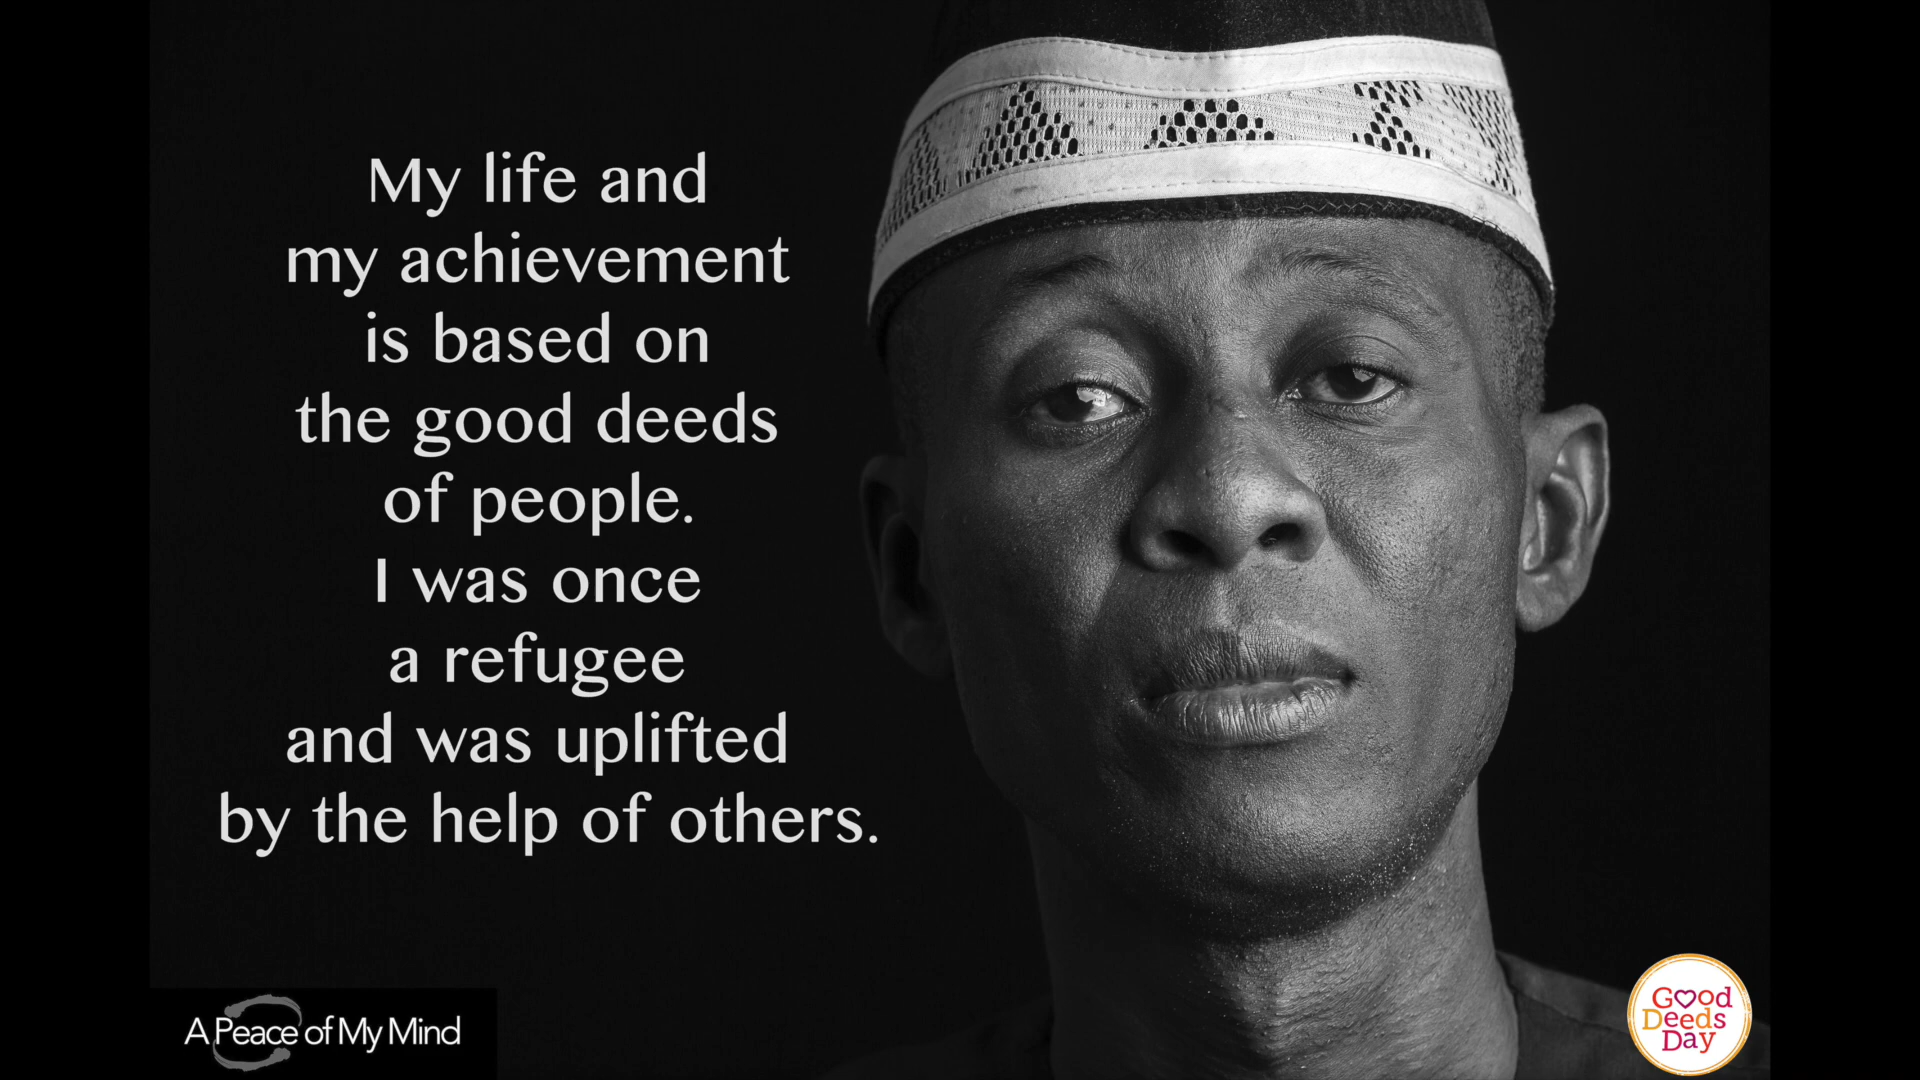 My life and
my achievement
is based on
the good deeds
of people.
I was once
a refugee
and was uplifted
by the help of others.
A Peace of My Mind
Good
Deeds
Day